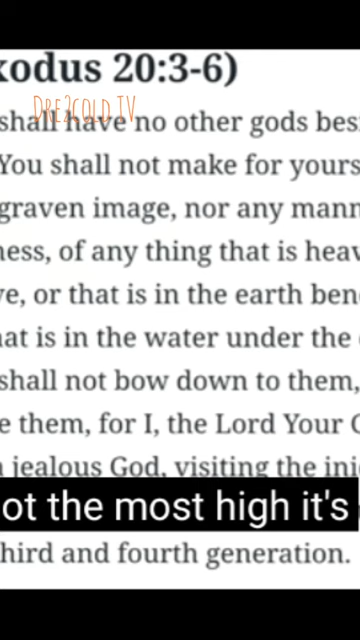 xodus 20:3-6)
Dre2cold TV
shall have no other gods bes
You shall not make for yours
graven image, nor any mann
ness, of any thing that is heav
ve, or that is in the earth ben
hat is in the water under the
shall not bow down to them,
e them, for I, the Lord Your G
jealous God, visiting the ini
ot the most high it's
hird and fourth generation.